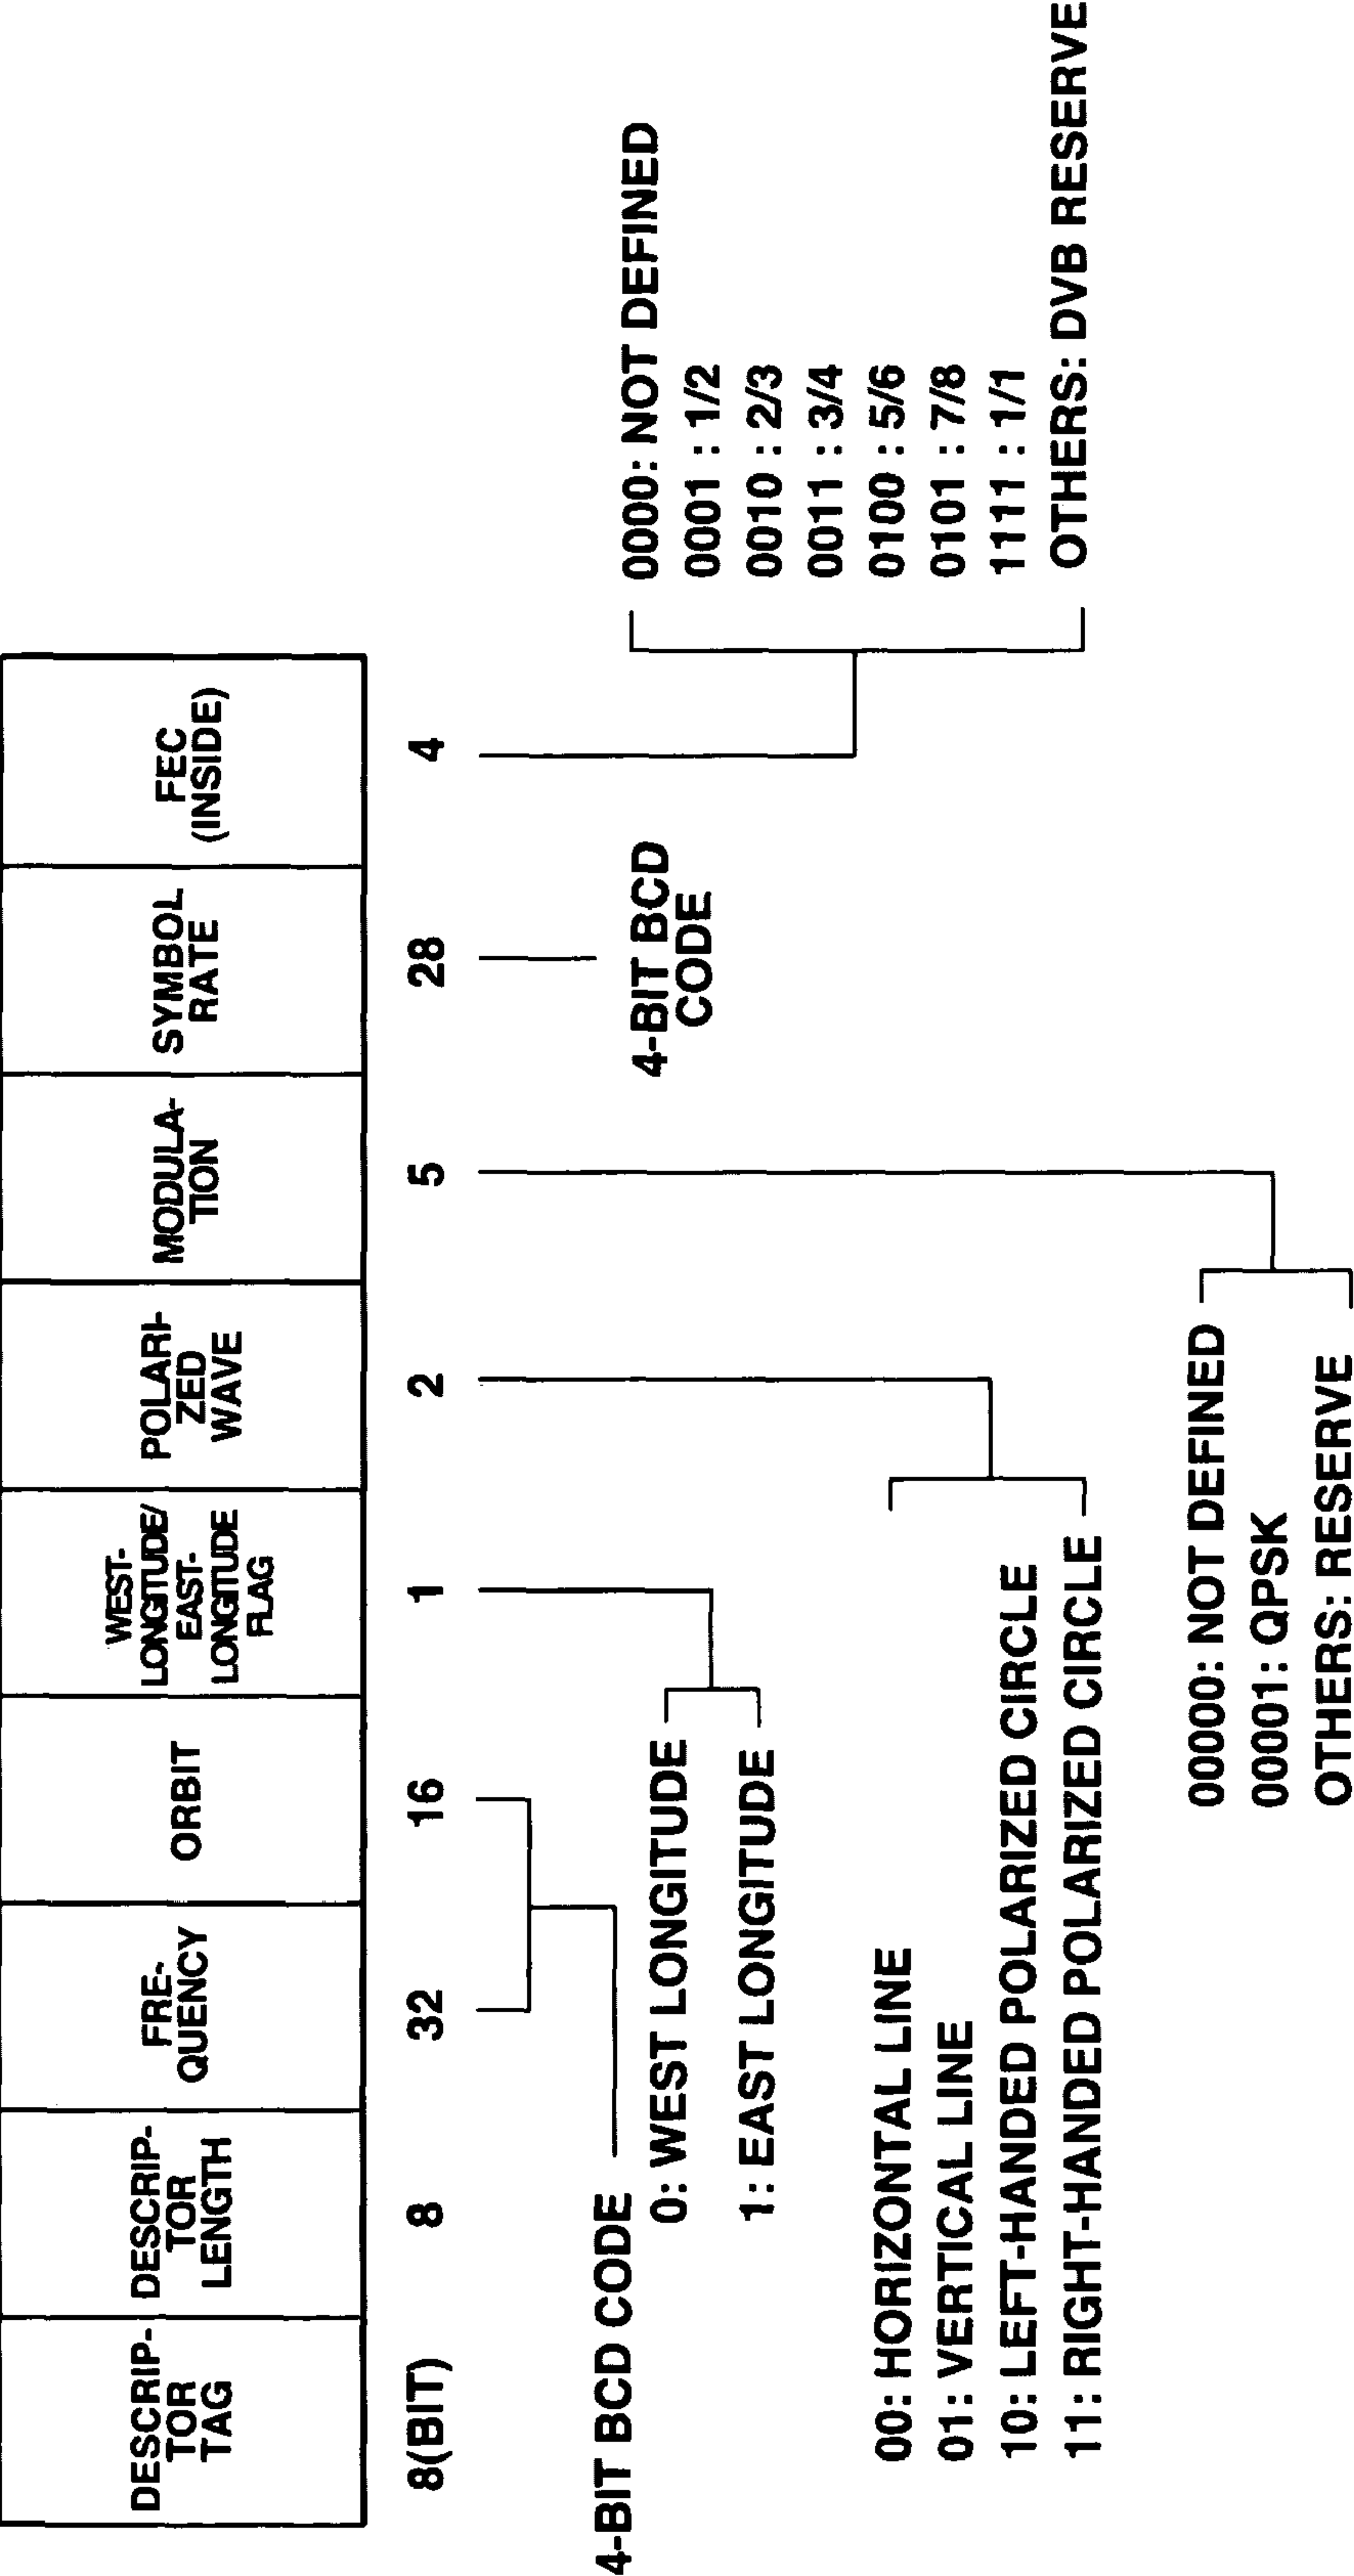 DESCRIP-
TOR
TAG
DESCRIP-
TOR
LENGTH
FRE-
QUENCY
ORBIT
WEST-
LONGITUDE/
EAST-
LONGITUDE
FLAG
POLARI-
ZED
WAVE
MODULA-
TION
SYMBOL
RATE
FEC
(INSIDE)
8(BIT)
8
32
16
1
2
5
28
4
4-BIT BCD CODE
0: WEST LONGITUDE
1: EAST LONGITUDE
00: HORIZONTAL LINE
01: VERTICAL LINE
10: LEFT-HANDED POLARIZED CIRCLE
11: RIGHT-HANDED POLARIZED CIRCLE
00000: NOT DEFINED
00001: QPSK
OTHERS: RESERVE
4-BIT BCD
CODE
0000: NOT DEFINED
0001 : 1/2
0010 : 2/3
0011 : 3/4
0100 : 5/6
0101 : 7/8
1111 : 1/1
OTHERS: DVB RESERVE